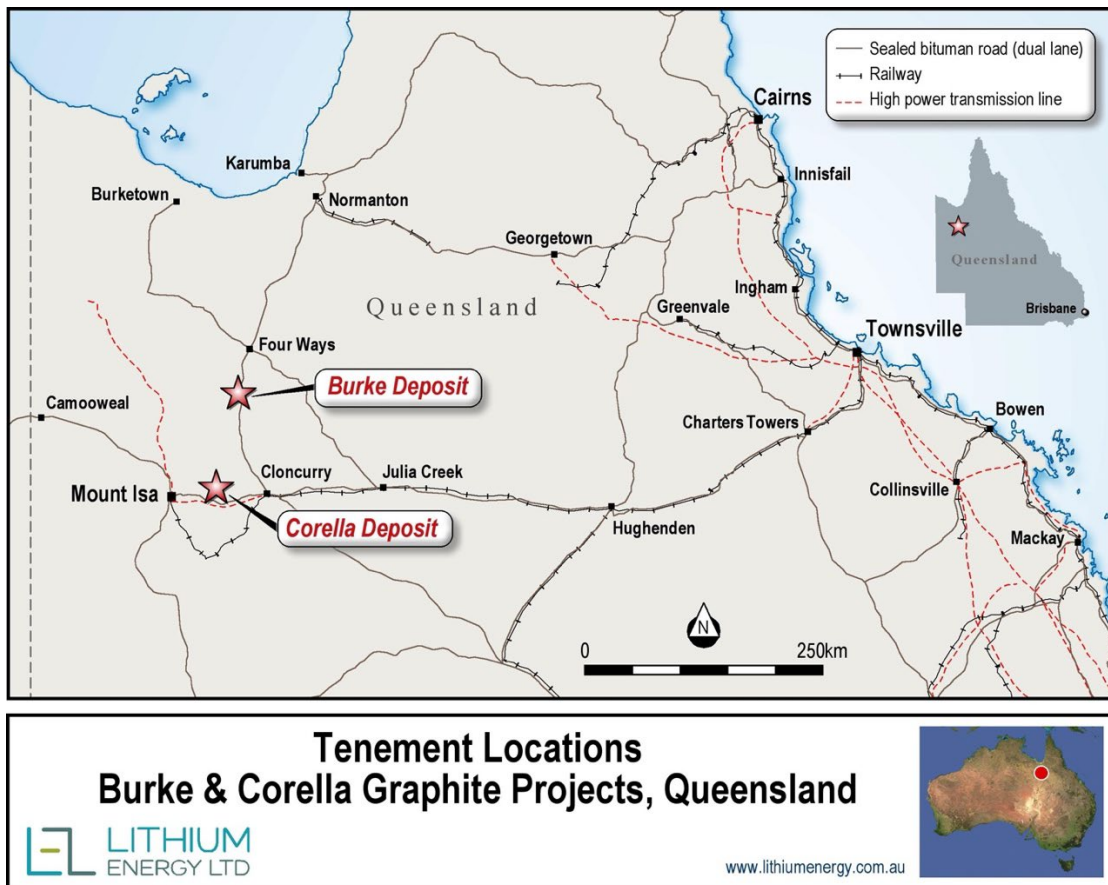 Sealed bituman road (dual lane)
Railway
High power transmission line
Cairns
Karumba
Innisfail
Burketown
Normanton
Georgetown
Queensland
Brisbane
Ingham
Queensland
Greenvale
Townsville
Four Ways
Burke Deposit
Camooweal
Bowen
Charters Towers
Julia Creek
Cloncurry
Collinsville
Mount Isa
Hughenden
Corella Deposit
Mackay
N
0 250km
Tenement Locations
Burke & Corella Graphite Projects, Queensland
LITHIUM
ENERGY LTD
www.lithiumenergy.com.au